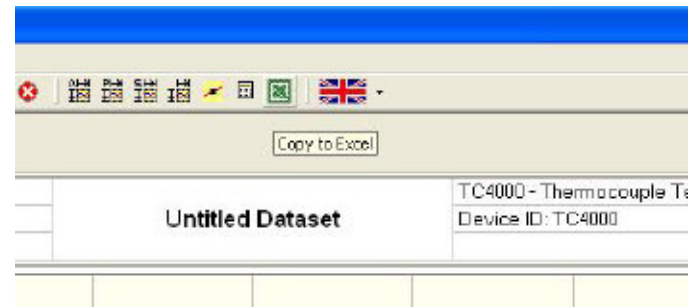 Copy to Excel
TC4000 - Thermocouple Te
Untitled Dataset
Device ID: TC4000